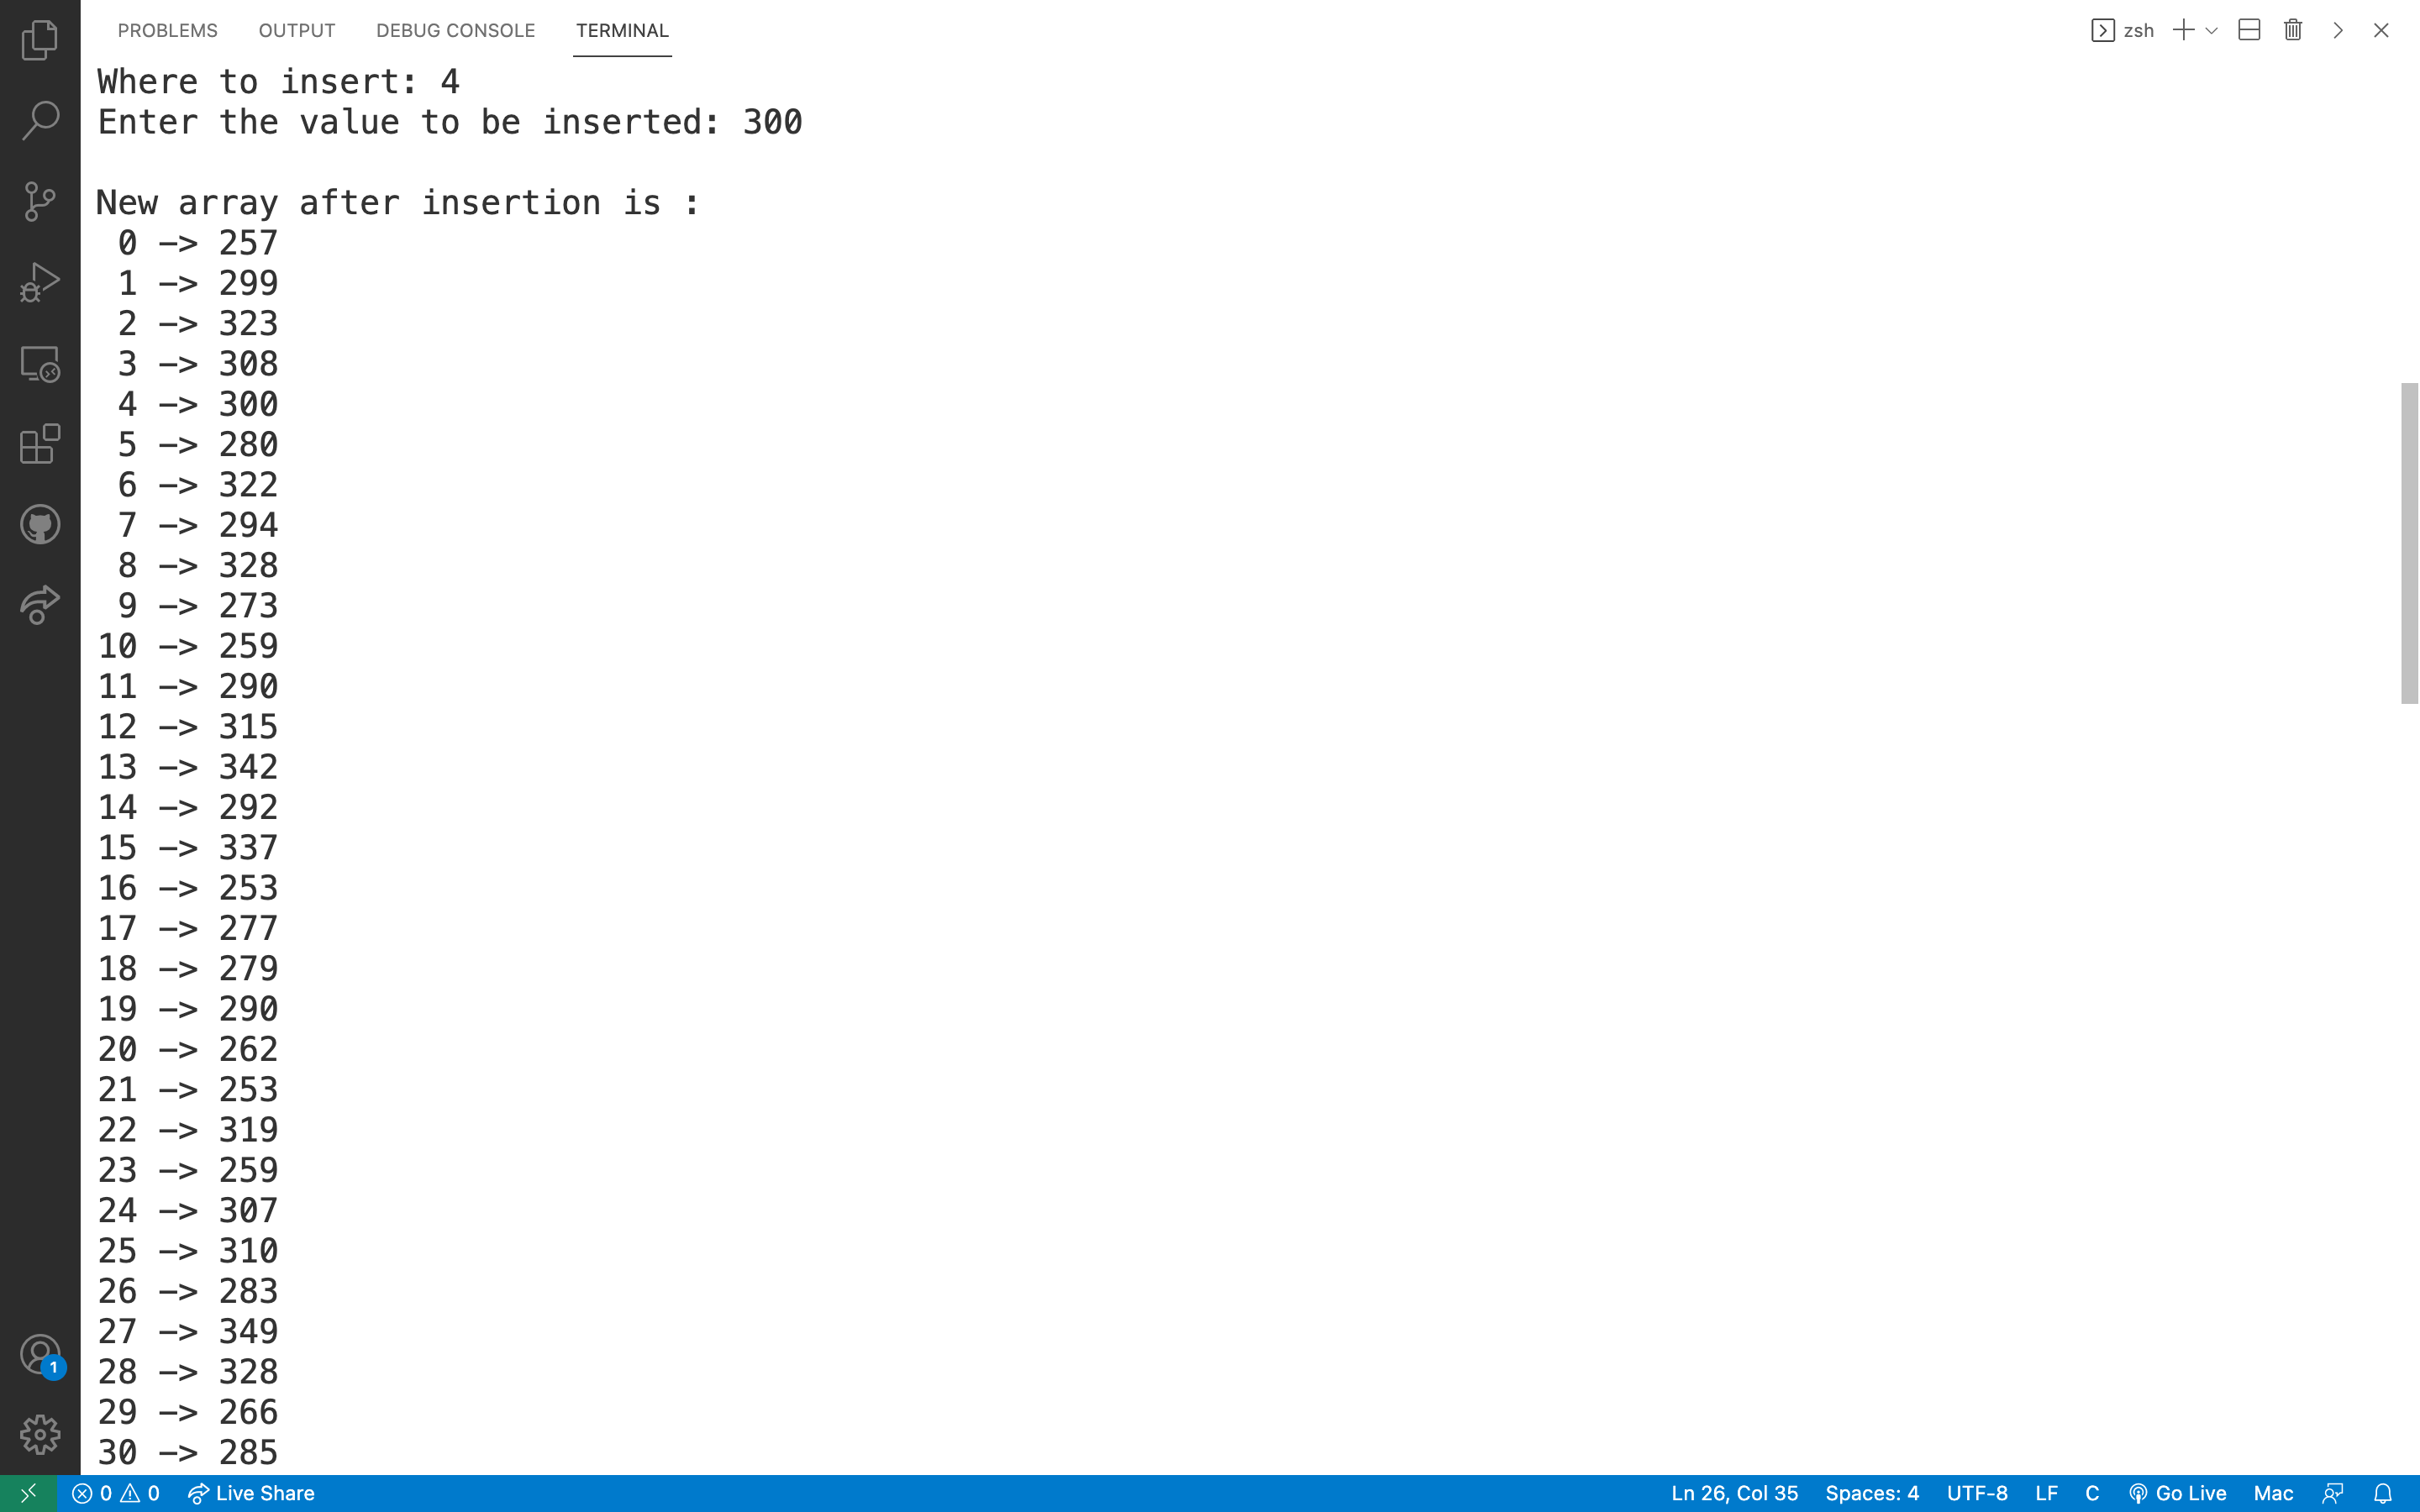 PROBLEMS OUTPUT DEBUG CONSOLE TERMINAL zsh
Where to insert: 4
Enter the value to be inserted: 300
New array after insertion is :
0 -> 257
1 -> 299
2 -> 323
3 -> 308
4 -> 300
5 -> 280
6 -> 322
7 -> 294
8 -> 328
9 -> 273
10 -> 259
11 -> 290
12 -> 315
13 -> 342
14 -> 292
15 -> 337
16 -> 253
17 -> 277
18 -> 279
19 -> 290
20 -> 262
21 -> 253
22 -> 319
23 -> 259
24 -> 307
25 -> 310
26 -> 283
27 -> 349
28 -> 328
29 -> 266
30 -> 285
1
0 0 Live Share Ln 26, Col 35 Spaces: 4 UTF-8 LF C Go Live Mac